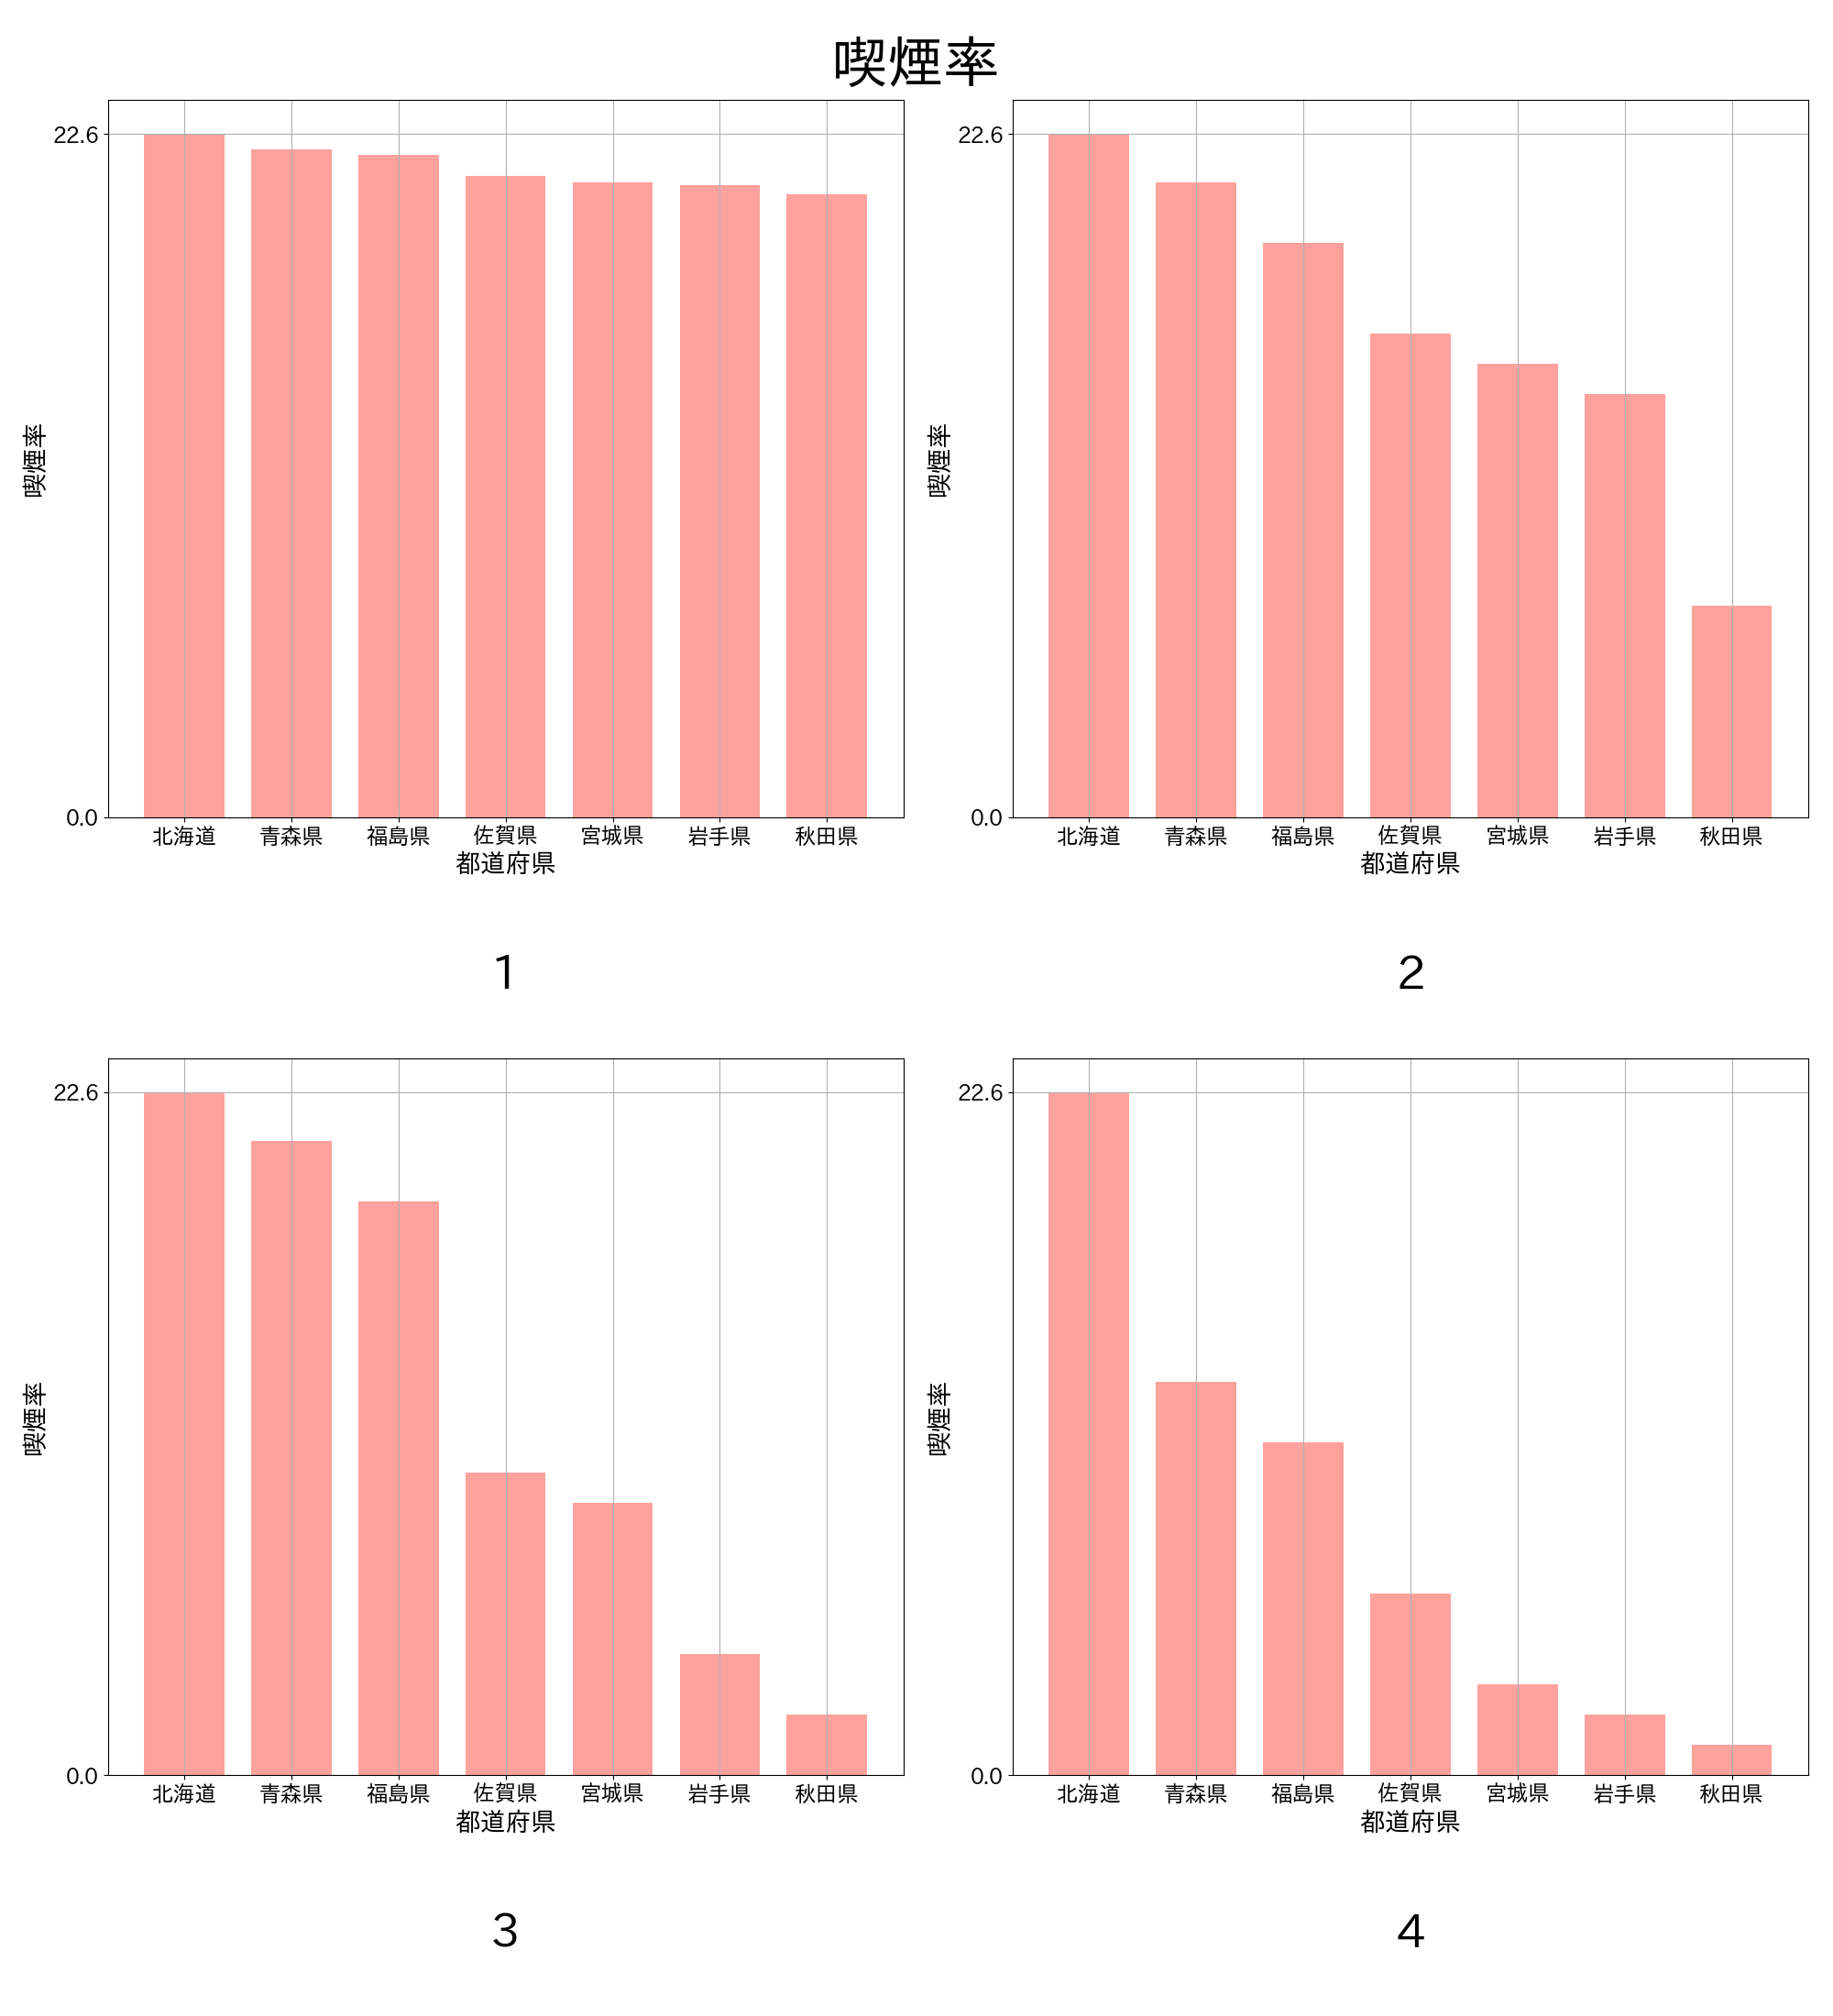 喫煙率
22.6
0.0
喫煙率
北海道 青森県 福島県 佐賀県 宮城県 岩手県 秋田県
都道府県
1
22.6
0.0
喫煙率
北海道 青森県 福島県 佐賀県 宮城県 岩手県 秋田県
都道府県
2
22.6
0.0
喫煙率
北海道 青森県 福島県 佐賀県 宮城県 岩手県 秋田県
都道府県
3
22.6
0.0
喫煙率
北海道 青森県 福島県 佐賀県 宮城県 岩手県 秋田県
都道府県
4